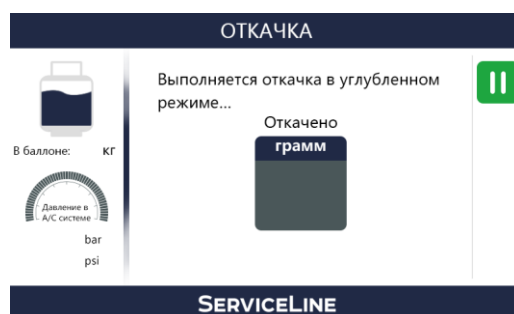 ОТКАЧКА
Выполняется откачка в углубленном
режиме...
Откачено
грамм
В баллоне: кг
Давление в
А/С системе
bar
psi
SERVICELINE